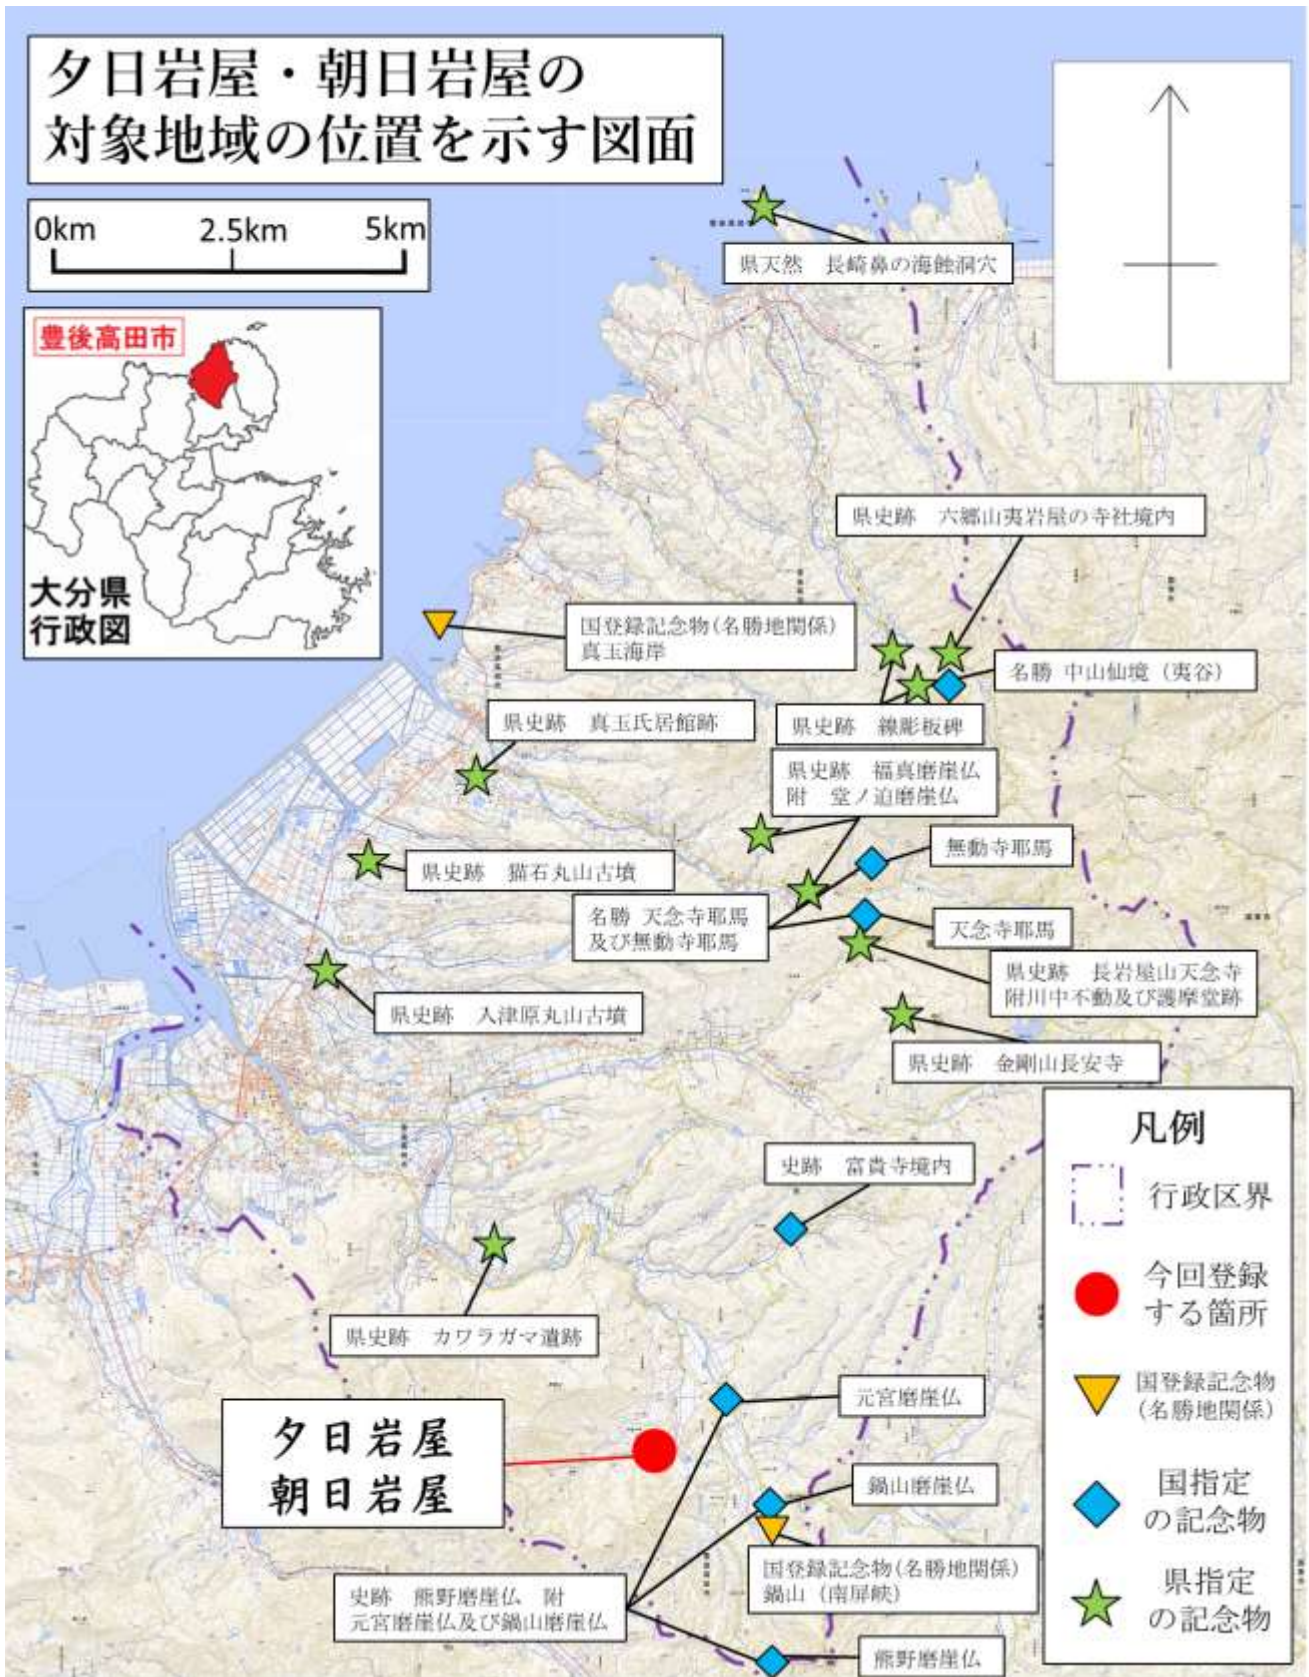 夕日岩屋・朝日岩屋の
対象地域の位置を示す図面
0km 2.5km 5km
豊後高田市
大分県
行政図
県天然 長崎鼻の海蝕洞穴
県史跡 六郷山夷岩屋の寺社境内
国登録記念物(名勝地関係)
真玉海岸
名勝 中山仙境（夷谷）
県史跡 真玉氏居館跡
県史跡 線彫板碑
県史跡 福真磨崖仏
附 堂ノ迫磨崖仏
無動寺耶馬
県史跡 猫石丸山古墳
名勝 天念寺耶馬
及び無動寺耶馬
天念寺耶馬
県史跡 長岩屋山天念寺
附川中不動及び護摩堂跡
県史跡 入津原丸山古墳
県史跡 金剛山長安寺
史跡 富貴寺境内
県史跡 カワラガマ遺跡
元宮磨崖仏
夕日岩屋
朝日岩屋
鍋山磨崖仏
国登録記念物(名勝地関係)
鍋山（南屏峡）
史跡 熊野磨崖仏 附
元宮磨崖仏及び鍋山磨崖仏
熊野磨崖仏
凡例
行政区界
今回登録
する箇所
国登録記念物
（名勝地関係）
国指定
の記念物
県指定
の記念物